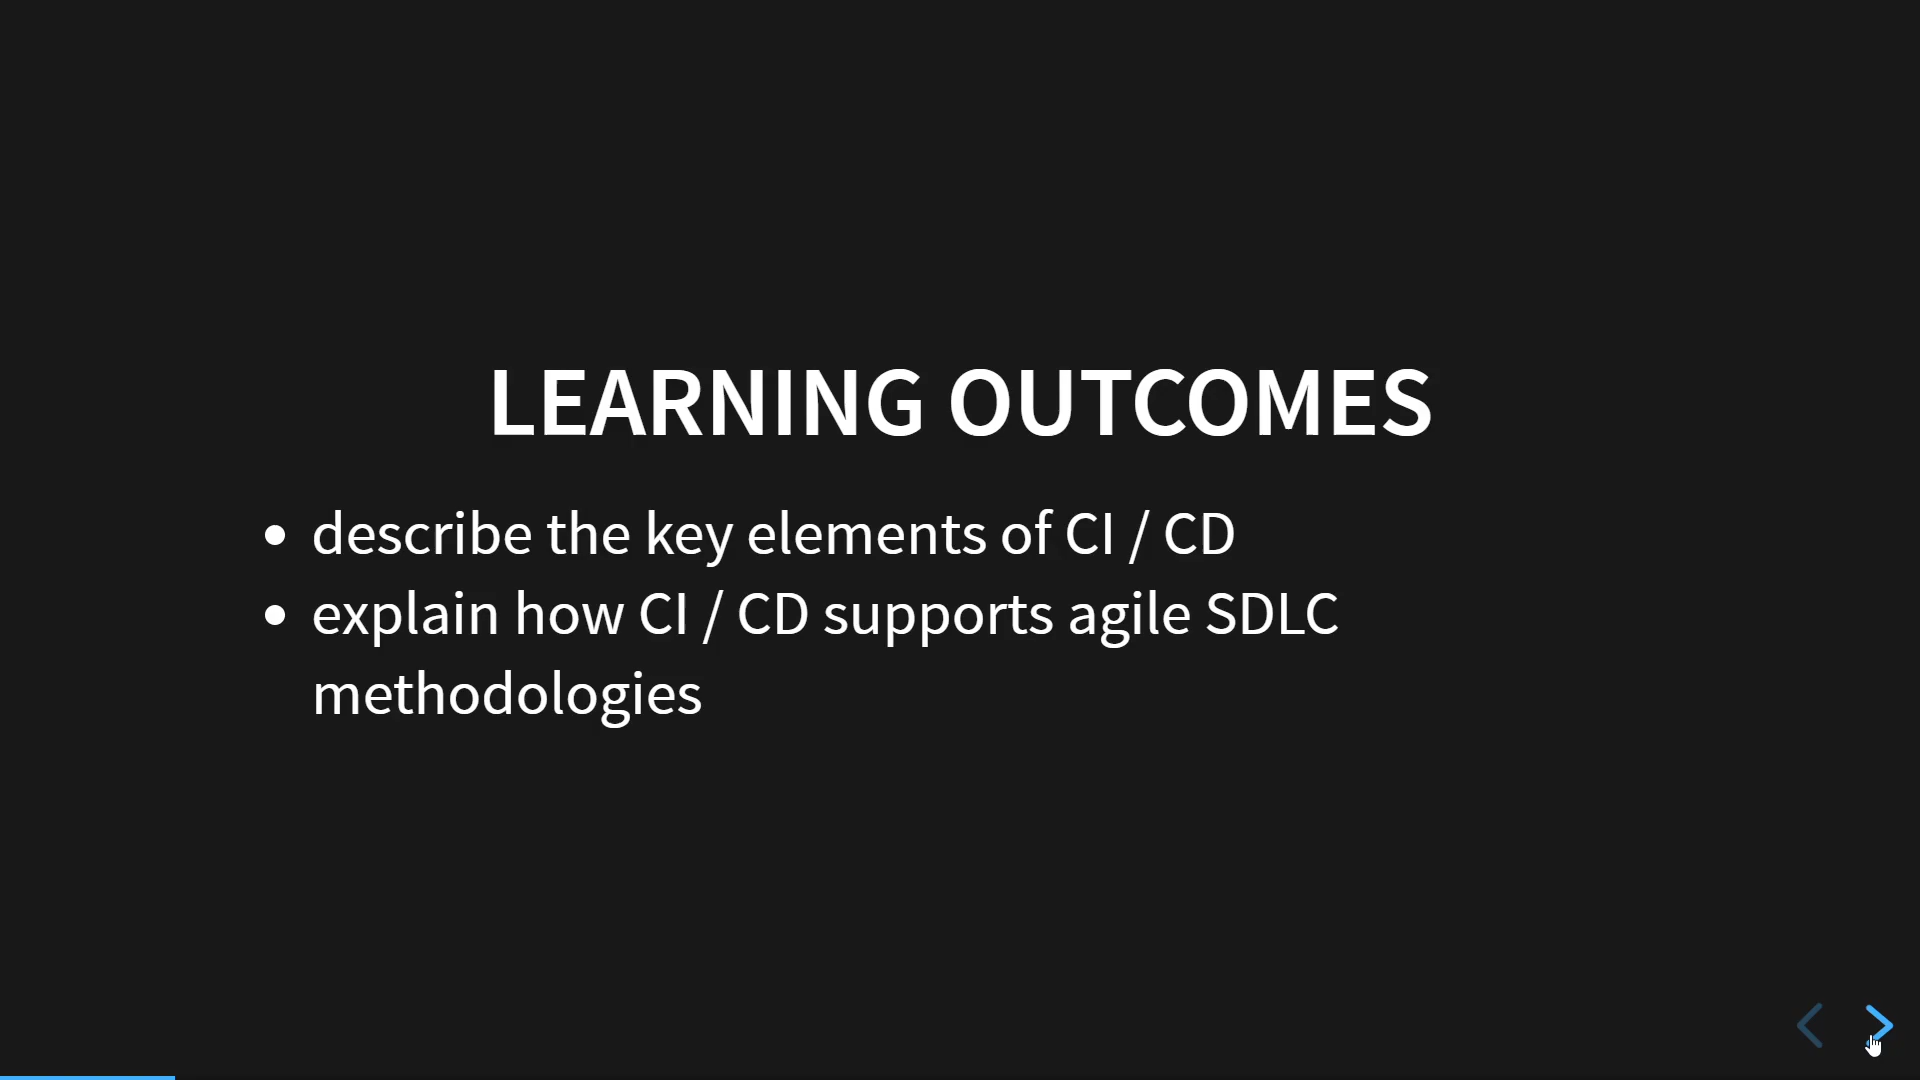 LEARNING OUTCOMES
describe the key elements of CI / CD
explain how CI / CD supports agile SDLC
methodologies